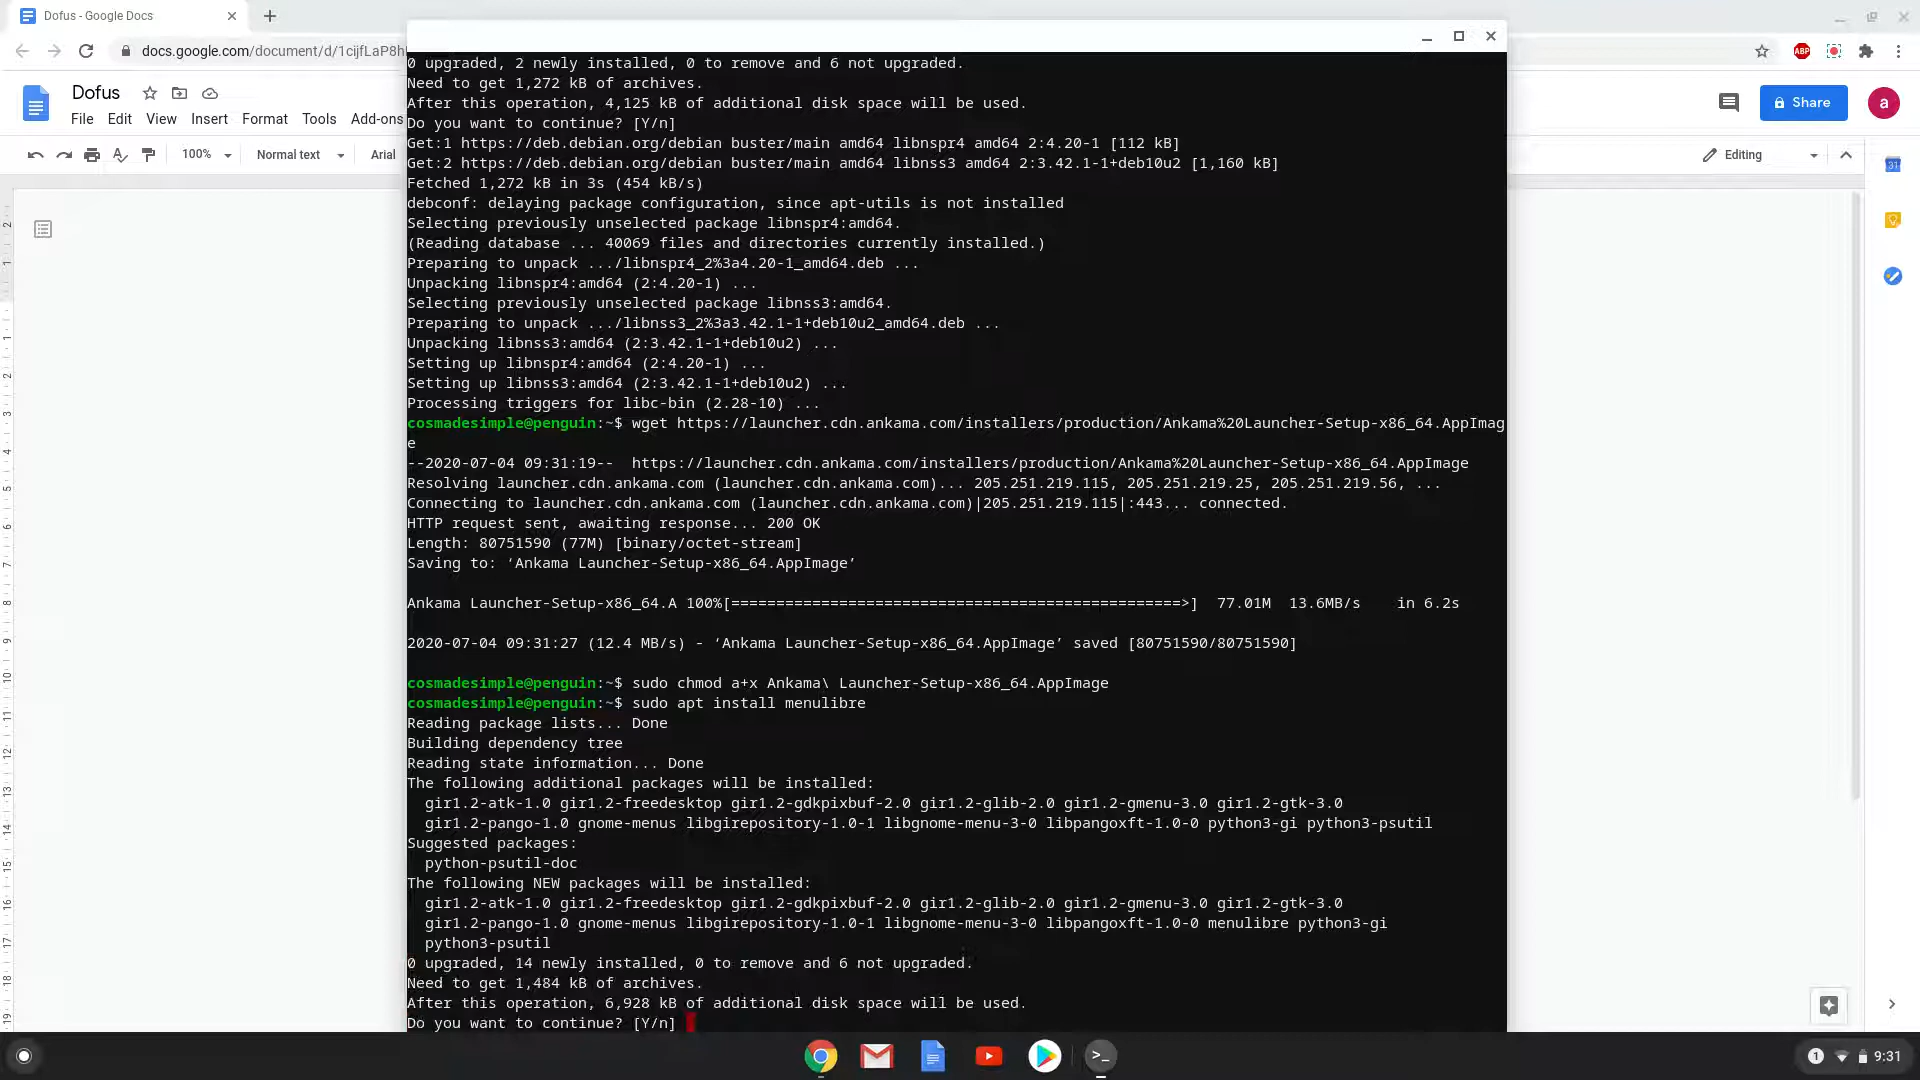 Dofus - Google Docs
docs.google.com/document/d/1cijfLaP8h
ABP
Dofus
File Edit View Insert Format Tools Add-ons
Share
a
100% Normal text Arial
Editing
31
0 upgraded, 2 newly installed, 0 to remove and 6 not upgraded.
Need to get 1,272 kB of archives.
After this operation, 4,125 kB of additional disk space will be used.
Do you want to continue? [Y/n]
Get:1 https://deb.debian.org/debian buster/main amd64 libnspr4 amd64 2:4.20-1 [112 kB]
Get:2 https://deb.debian.org/debian buster/main amd64 libnss3 amd64 2:3.42.1-1+deb10u2 [1,160 kB]
Fetched 1,272 kB in 3s (454 kB/s)
debconf: delaying package configuration, since apt-utils is not installed
Selecting previously unselected package libnspr4:amd64.
(Reading database ... 40069 files and directories currently installed.)
Preparing to unpack .../libnspr4_2%3a4.20-1_amd64.deb ...
Unpacking libnspr4:amd64 (2:4.20-1) ...
Selecting previously unselected package libnss3:amd64.
Preparing to unpack .../libnss3_2%3a3.42.1-1+deb10u2_amd64.deb ...
Unpacking libnss3:amd64 (2:3.42.1-1+deb10u2) ...
Setting up libnspr4:amd64 (2:4.20-1) ...
Setting up libnss3:amd64 (2:3.42.1-1+deb10u2) ...
Processing triggers for libc-bin (2.28-10) ...
cosmadesimple@penguin:~$ wget https://launcher.cdn.ankama.com/installers/production/Ankama%20Launcher-Setup-x86_64.AppImag
e
--2020-07-04 09:31:19--  https://launcher.cdn.ankama.com/installers/production/Ankama%20Launcher-Setup-x86_64.AppImage
Resolving launcher.cdn.ankama.com (launcher.cdn.ankama.com)... 205.251.219.115, 205.251.219.25, 205.251.219.56, ...
Connecting to launcher.cdn.ankama.com (launcher.cdn.ankama.com)|205.251.219.115|:443... connected.
HTTP request sent, awaiting response... 200 OK
Length: 80751590 (77M) [binary/octet-stream]
Saving to: ‘Ankama Launcher-Setup-x86_64.AppImage’
Ankama Launcher-Setup-x86_64.A 100%[==================================================>]  77.01M  13.6MB/s    in 6.2s
2020-07-04 09:31:27 (12.4 MB/s) - ‘Ankama Launcher-Setup-x86_64.AppImage’ saved [80751590/80751590]
cosmadesimple@penguin:~$ sudo chmod a+x Ankama\ Launcher-Setup-x86_64.AppImage
cosmadesimple@penguin:~$ sudo apt install menulibre
Reading package lists... Done
Building dependency tree
Reading state information... Done
The following additional packages will be installed:
gir1.2-atk-1.0 gir1.2-freedesktop gir1.2-gdkpixbuf-2.0 gir1.2-glib-2.0 gir1.2-gmenu-3.0 gir1.2-gtk-3.0
gir1.2-pango-1.0 gnome-menus libgirepository-1.0-1 libgnome-menu-3-0 libpangoxft-1.0-0 python3-gi python3-psutil
Suggested packages:
python-psutil-doc
The following NEW packages will be installed:
gir1.2-atk-1.0 gir1.2-freedesktop gir1.2-gdkpixbuf-2.0 gir1.2-glib-2.0 gir1.2-gmenu-3.0 gir1.2-gtk-3.0
gir1.2-pango-1.0 gnome-menus libgirepository-1.0-1 libgnome-menu-3-0 libpangoxft-1.0-0 menulibre python3-gi
python3-psutil
0 upgraded, 14 newly installed, 0 to remove and 6 not upgraded.
Need to get 1,484 kB of archives.
After this operation, 6,928 kB of additional disk space will be used.
Do you want to continue? [Y/n]
2
1
1
2
3
4
5
6
7
8
9
10
11
12
13
14
15
16
17
18
19
1 9:31